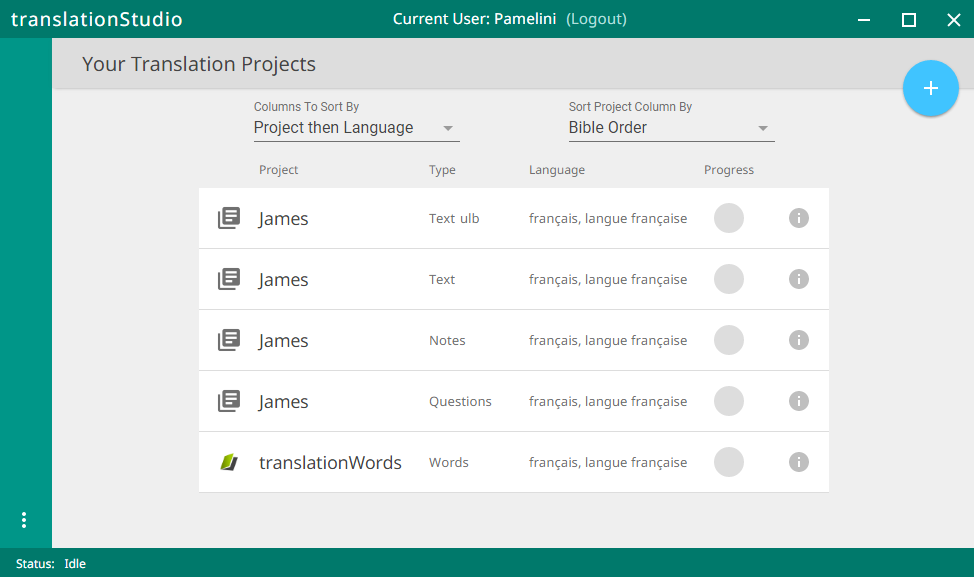 translationStudio
Current User: Pamelini (Logout)
Your Translation Projects
Columns To Sort By
Project then Language
Sort Project Column By
Bible Order
Project Type Language Progress
James Text ulb français, langue française
James Text français, langue française
James Notes français, langue française
James Questions français, langue française
translationWords Words français, langue française
Status: Idle